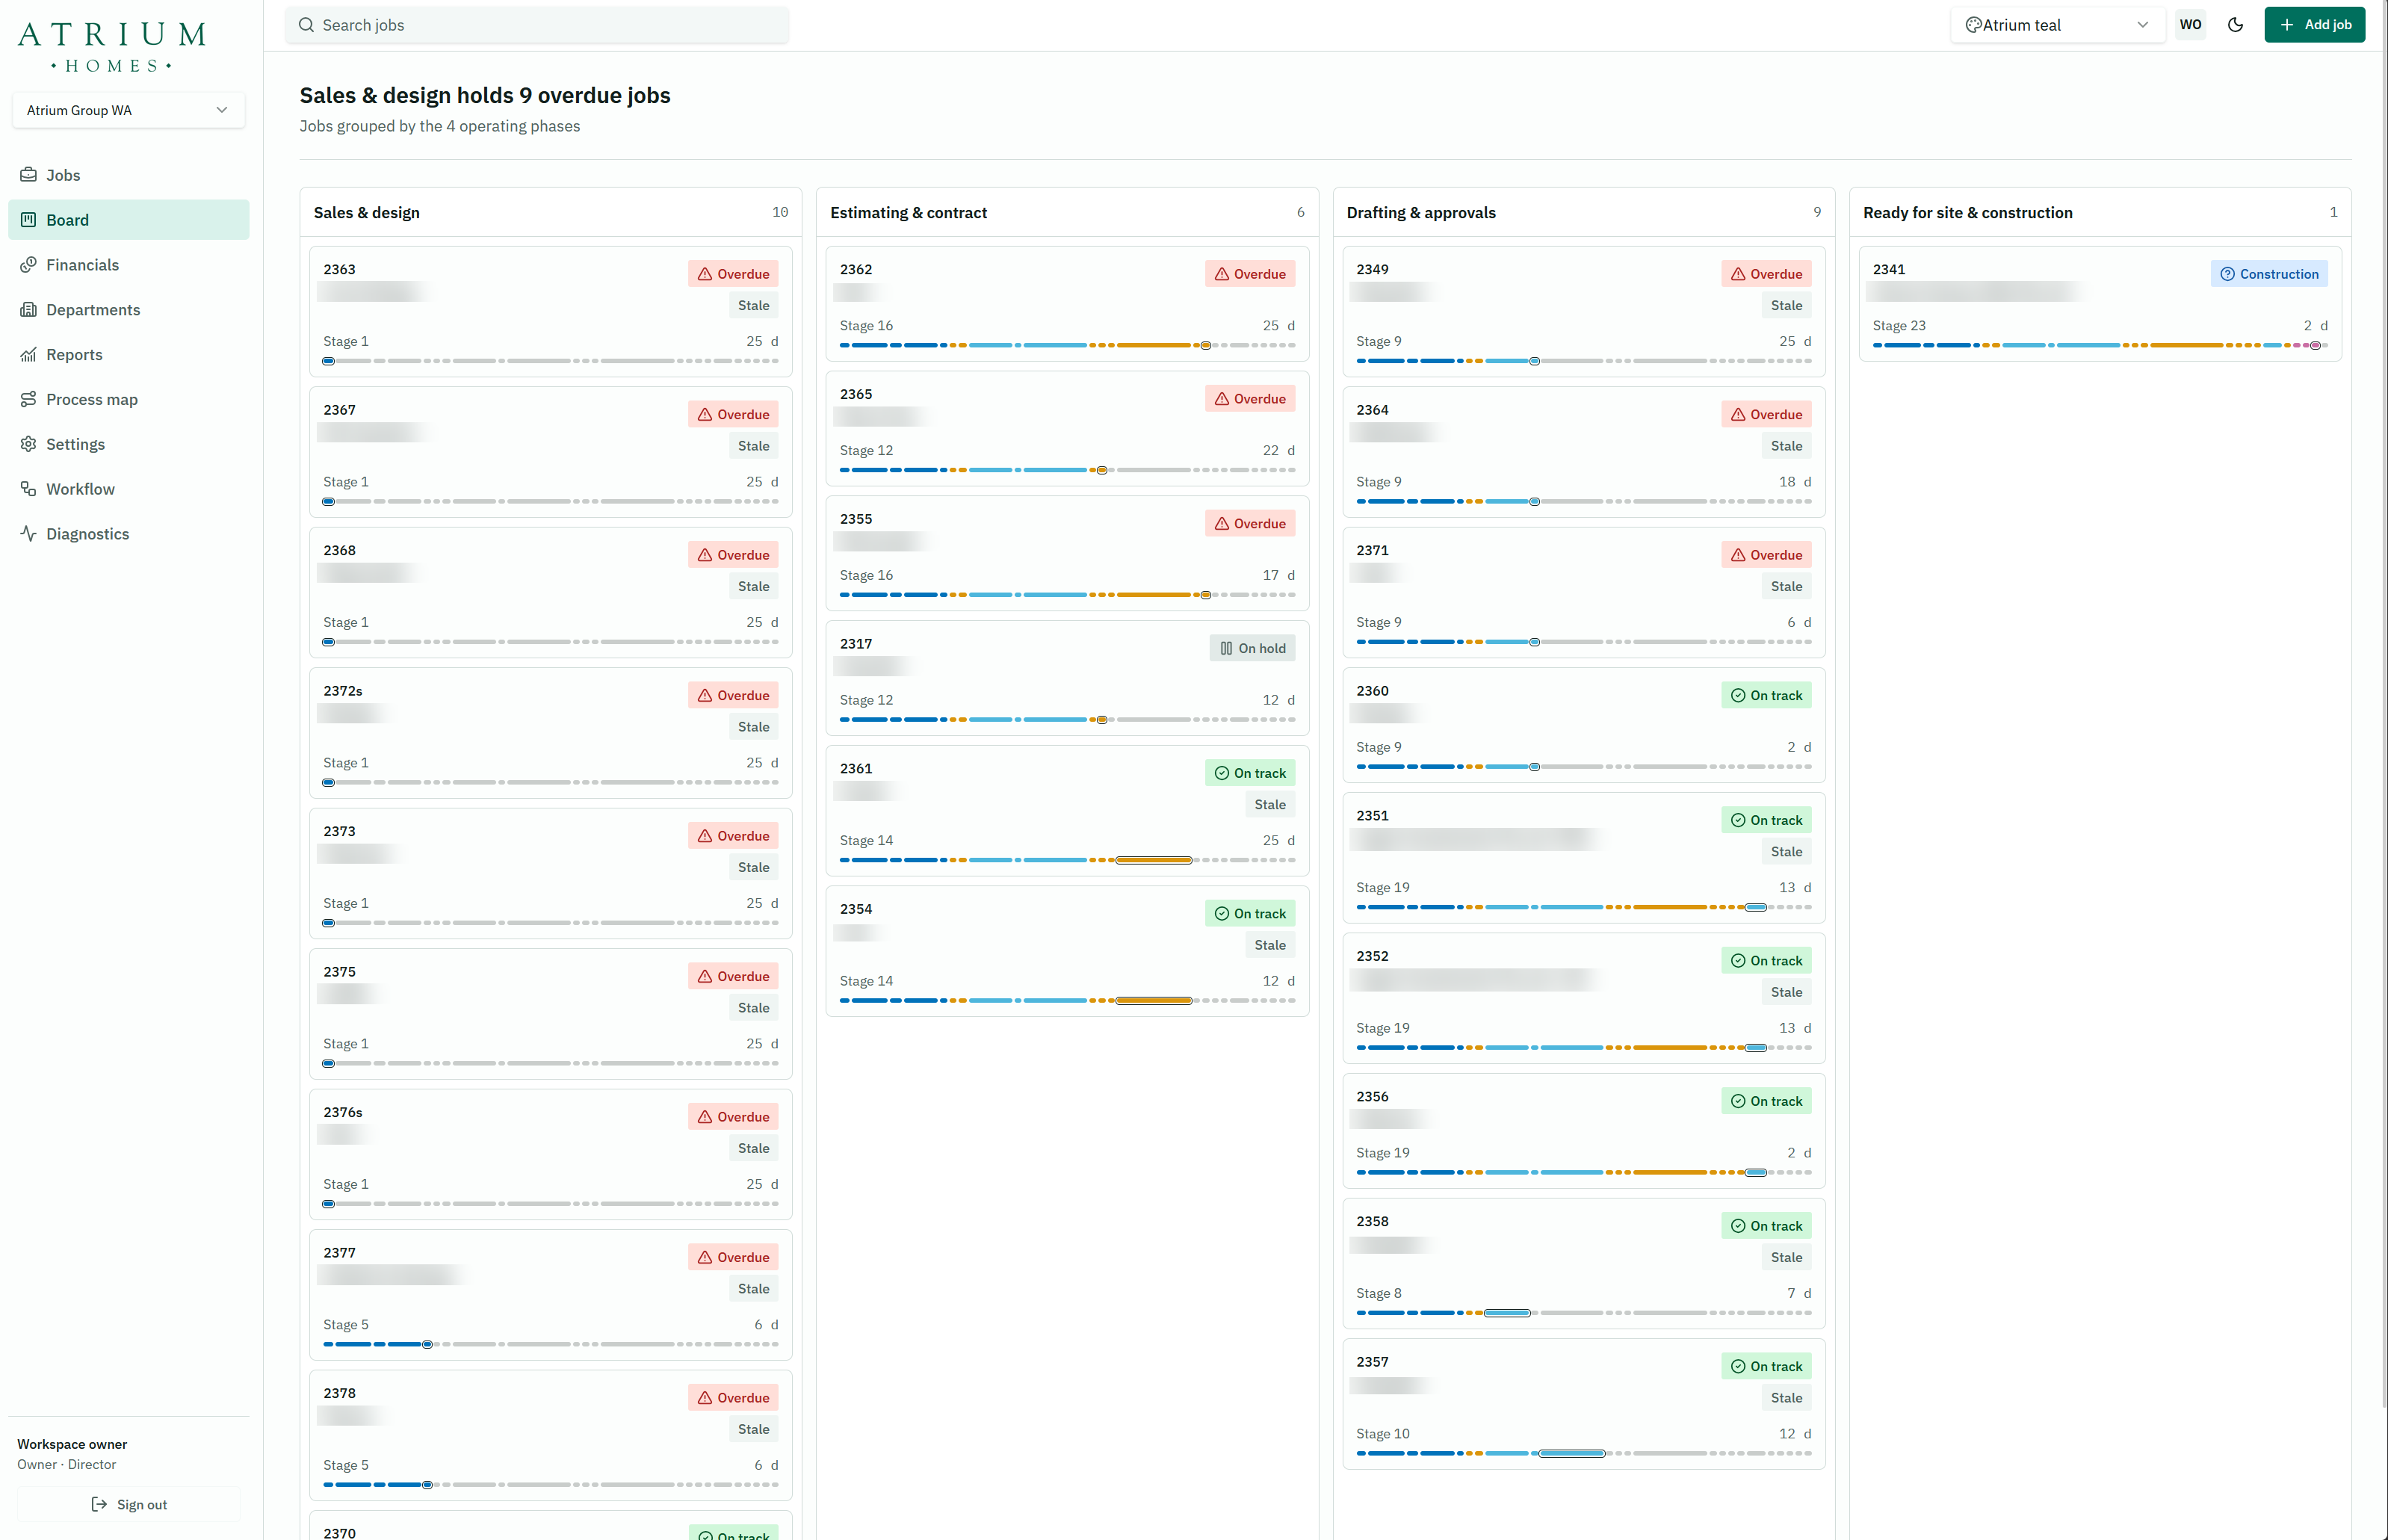 ATRIUM
HOMES
Atrium Group WA
Jobs
Board
Financials
Departments
Reports
Process map
Settings
Workflow
Diagnostics
Workspace owner
Owner · Director
Sign out
Search jobs
Atrium teal
WO
Add job
Sales & design holds 9 overdue jobs
Jobs grouped by the 4 operating phases
Sales & design 10
2363 Overdue
Stale
Stage 1 25 d
2367 Overdue
Stale
Stage 1 25 d
2368 Overdue
Stale
Stage 1 25 d
2372s Overdue
Stale
Stage 1 25 d
2373 Overdue
Stale
Stage 1 25 d
2375 Overdue
Stale
Stage 1 25 d
2376s Overdue
Stale
Stage 1 25 d
2377 Overdue
Stale
Stage 5 6 d
2378 Overdue
Stale
Stage 5 6 d
2370 On track
Estimating & contract 6
2362 Overdue
Stage 16 25 d
2365 Overdue
Stage 12 22 d
2355 Overdue
Stage 16 17 d
2317 On hold
Stage 12 12 d
2361 On track
Stale
Stage 14 25 d
2354 On track
Stale
Stage 14 12 d
Drafting & approvals 9
2349 Overdue
Stale
Stage 9 25 d
2364 Overdue
Stale
Stage 9 18 d
2371 Overdue
Stale
Stage 9 6 d
2360 On track
Stage 9 2 d
2351 On track
Stale
Stage 19 13 d
2352 On track
Stale
Stage 19 13 d
2356 On track
Stage 19 2 d
2358 On track
Stale
Stage 8 7 d
2357 On track
Stale
Stage 10 12 d
Ready for site & construction 1
2341 Construction
Stage 23 2 d